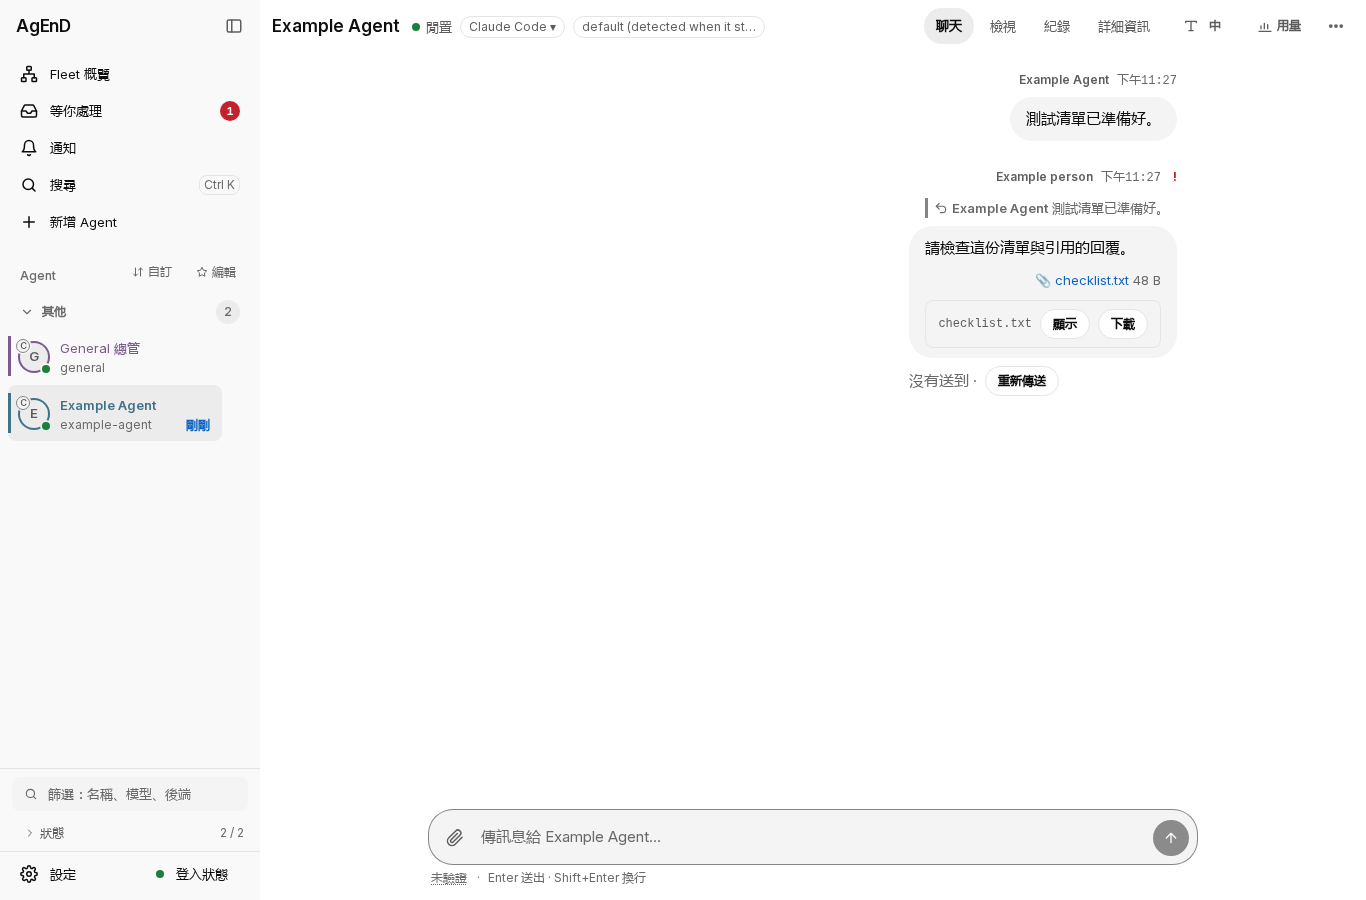 AgEnD
Fleet 概覽
等你處理 1
通知
搜尋 Ctrl K
新增 Agent
Agent 自訂 編輯
其他 2
C G General 總管
general
C E Example Agent
example-agent 剛剛
篩選：名稱、模型、後端
狀態 2 / 2
設定 登入狀態
Example Agent 閒置 Claude Code ▾ default (detected when it st…
聊天 檢視 紀錄 詳細資訊 中 用量 •••
Example Agent 下午11:27
測試清單已準備好。
Example person 下午11:27 !
Example Agent 測試清單已準備好。
請檢查這份清單與引用的回覆。
checklist.txt 48 B
checklist.txt 顯示 下載
沒有送到 · 重新傳送
傳訊息給 Example Agent...
未驗證 · Enter 送出 · Shift+Enter 換行